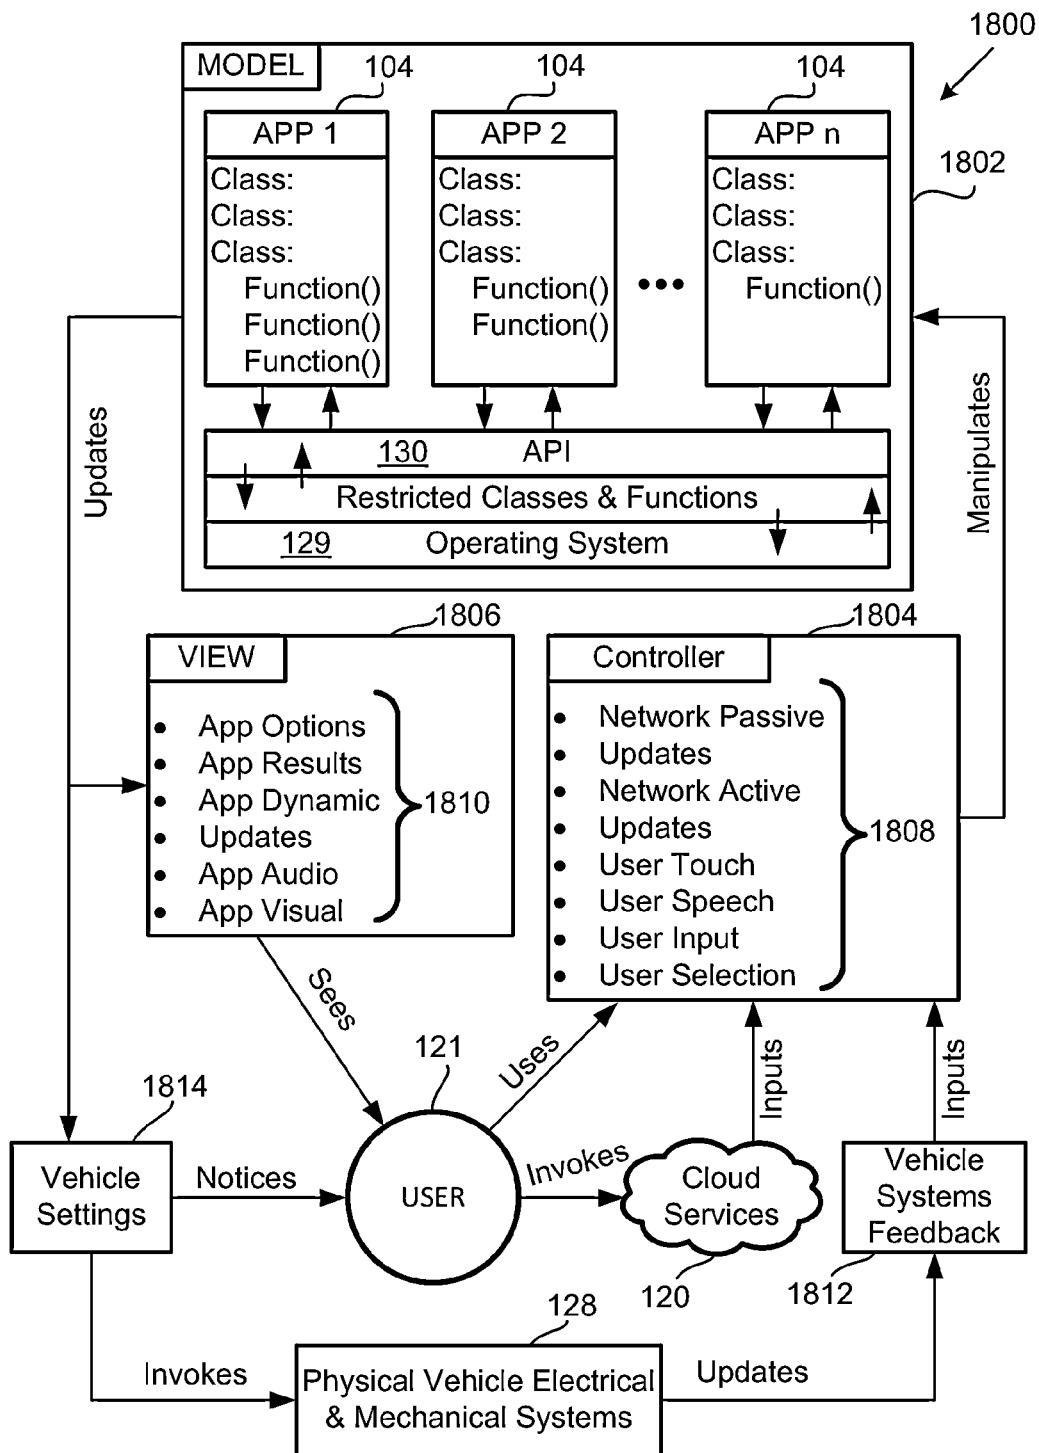 1800
MODEL
104
104
104
1802
APP 1
Class:
Class:
Class:
Function()
Function()
Function()
APP 2
Class:
Class:
Class:
Function()
Function()
APP n
Class:
Class:
Class:
Function()
130 API
Restricted Classes & Functions
129 Operating System
Updates
Manipulates
1806
VIEW
• App Options
• App Results
• App Dynamic
• Updates
• App Audio
• App Visual
1810
1804
Controller
• Network Passive
• Updates
• Network Active
• Updates
• User Touch
• User Speech
• User Input
• User Selection
1808
Sees
Uses
Inputs
Inputs
1814
Vehicle
Settings
Notices
121
USER
Invokes
Cloud
Services
120
Vehicle
Systems
Feedback
1812
Invokes
128
Physical Vehicle Electrical
& Mechanical Systems
Updates